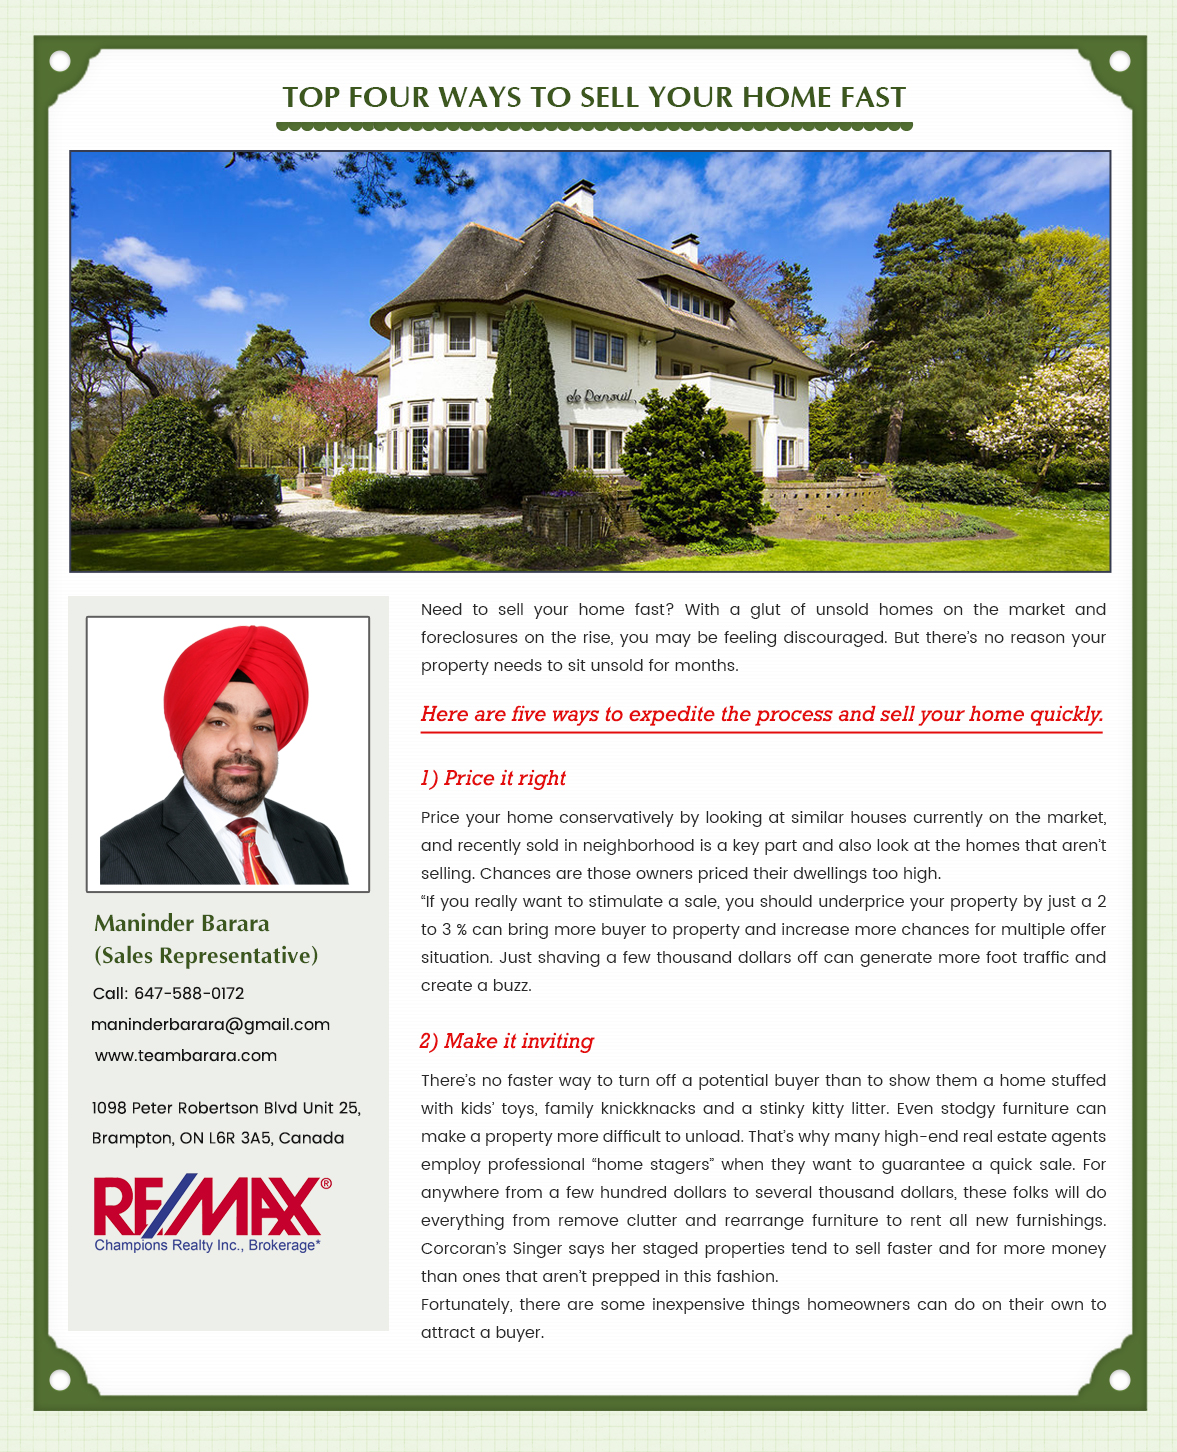 TOP FOUR WAYS TO SELL YOUR HOME FAST
Need to sell your home fast? With a glut of unsold homes on the market and
foreclosures on the rise, you may be feeling discouraged. But there’s no reason your
property needs to sit unsold for months.
Here are five ways to expedite the process and sell your home quickly.
1) Price it right
Price your home conservatively by looking at similar houses currently on the market,
and recently sold in neighborhood is a key part and also look at the homes that aren’t
selling. Chances are those owners priced their dwellings too high.
“If you really want to stimulate a sale, you should underprice your property by just a 2
to 3 % can bring more buyer to property and increase more chances for multiple offer
situation. Just shaving a few thousand dollars off can generate more foot traffic and
create a buzz.
2) Make it inviting
There’s no faster way to turn off a potential buyer than to show them a home stuffed
with kids’ toys, family knickknacks and a stinky kitty litter. Even stodgy furniture can
make a property more difficult to unload. That’s why many high-end real estate agents
employ professional “home stagers” when they want to guarantee a quick sale. For
anywhere from a few hundred dollars to several thousand dollars, these folks will do
everything from remove clutter and rearrange furniture to rent all new furnishings.
Corcoran’s Singer says her staged properties tend to sell faster and for more money
than ones that aren’t prepped in this fashion.
Fortunately, there are some inexpensive things homeowners can do on their own to
attract a buyer.
Maninder Barara
(Sales Representative)
Call: 647-588-0172
maninderbarara@gmail.com
www.teambarara.com
1098 Peter Robertson Blvd Unit 25,
Brampton, ON L6R 3A5, Canada
RE/MAX®
Champions Realty Inc., Brokerage*